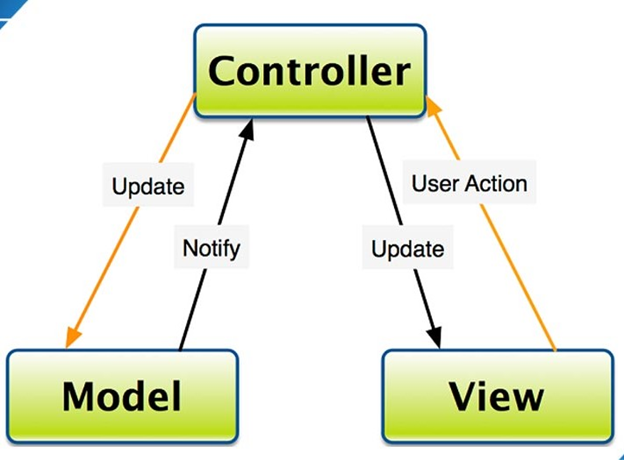 Controller
Update
User Action
Notify
Update
Model
View